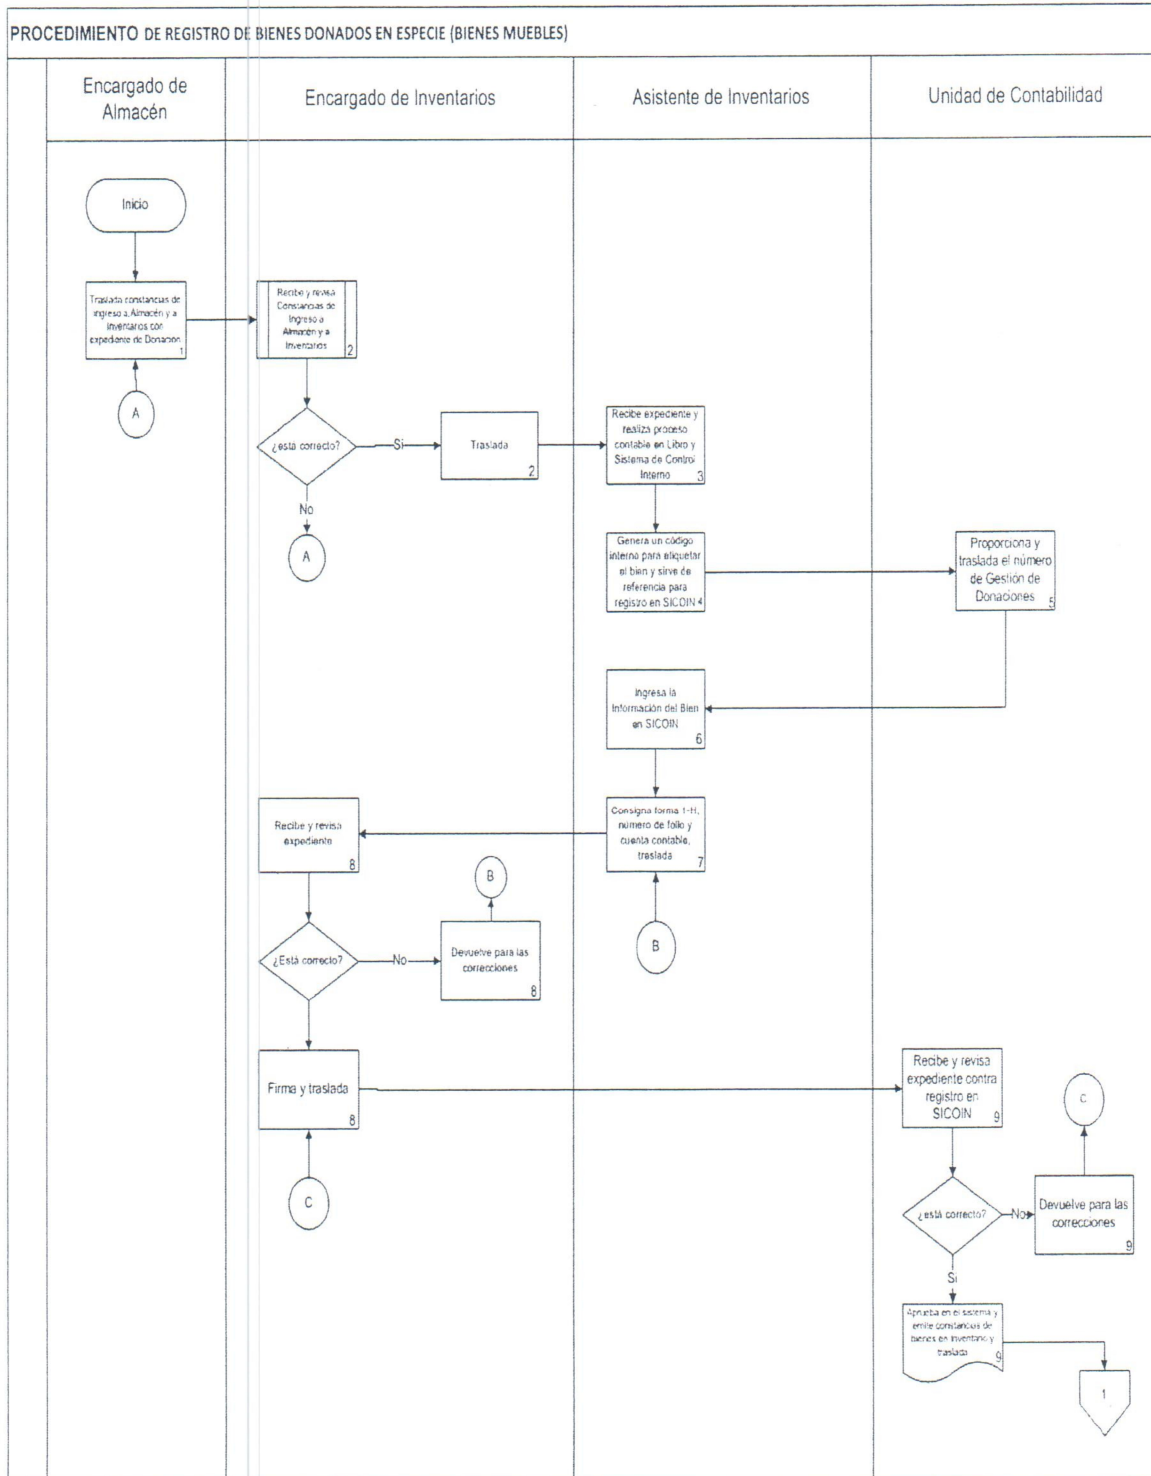 PROCEDIMIENTO DE REGISTRO DE BIENES DONADOS EN ESPECIE (BIENES MUEBLES)
Encargado de
Almacén
Encargado de Inventarios
Asistente de Inventarios
Unidad de Contabilidad
Inicio
Traslada constancias de
ingreso a, Almacén y a
Inventarios con
expediente de Donación
1
A
Recibe y revisa
Constancias de
Ingreso a
Almacén y a
Inventarios
2
¿está correcto?
Si
Traslada
2
No
A
Recibe expediente y
realiza proceso
contable en Libro y
Sistema de Control
Interno
3
Genera un código
interno para etiquetar
el bien y sirve de
referencia para
registro en SICOIN
4
Proporciona y
traslada el número
de Gestión de
Donaciones
5
Ingresa la
Información del Bien
en SICOIN
6
Consigna forma 1-H,
número de folio y
cuenta contable,
traslada
7
B
Recibe y revisa
expediente
8
¿Está correcto?
No
Devuelve para las
correcciones
8
B
Firma y traslada
8
C
Recibe y revisa
expediente contra
registro en
SICOIN
9
¿está correcto?
No
Devuelve para las
correcciones
9
C
Si
Aprueba en el sistema y
emite constancias de
bienes en Inventario y
traslada
9
1